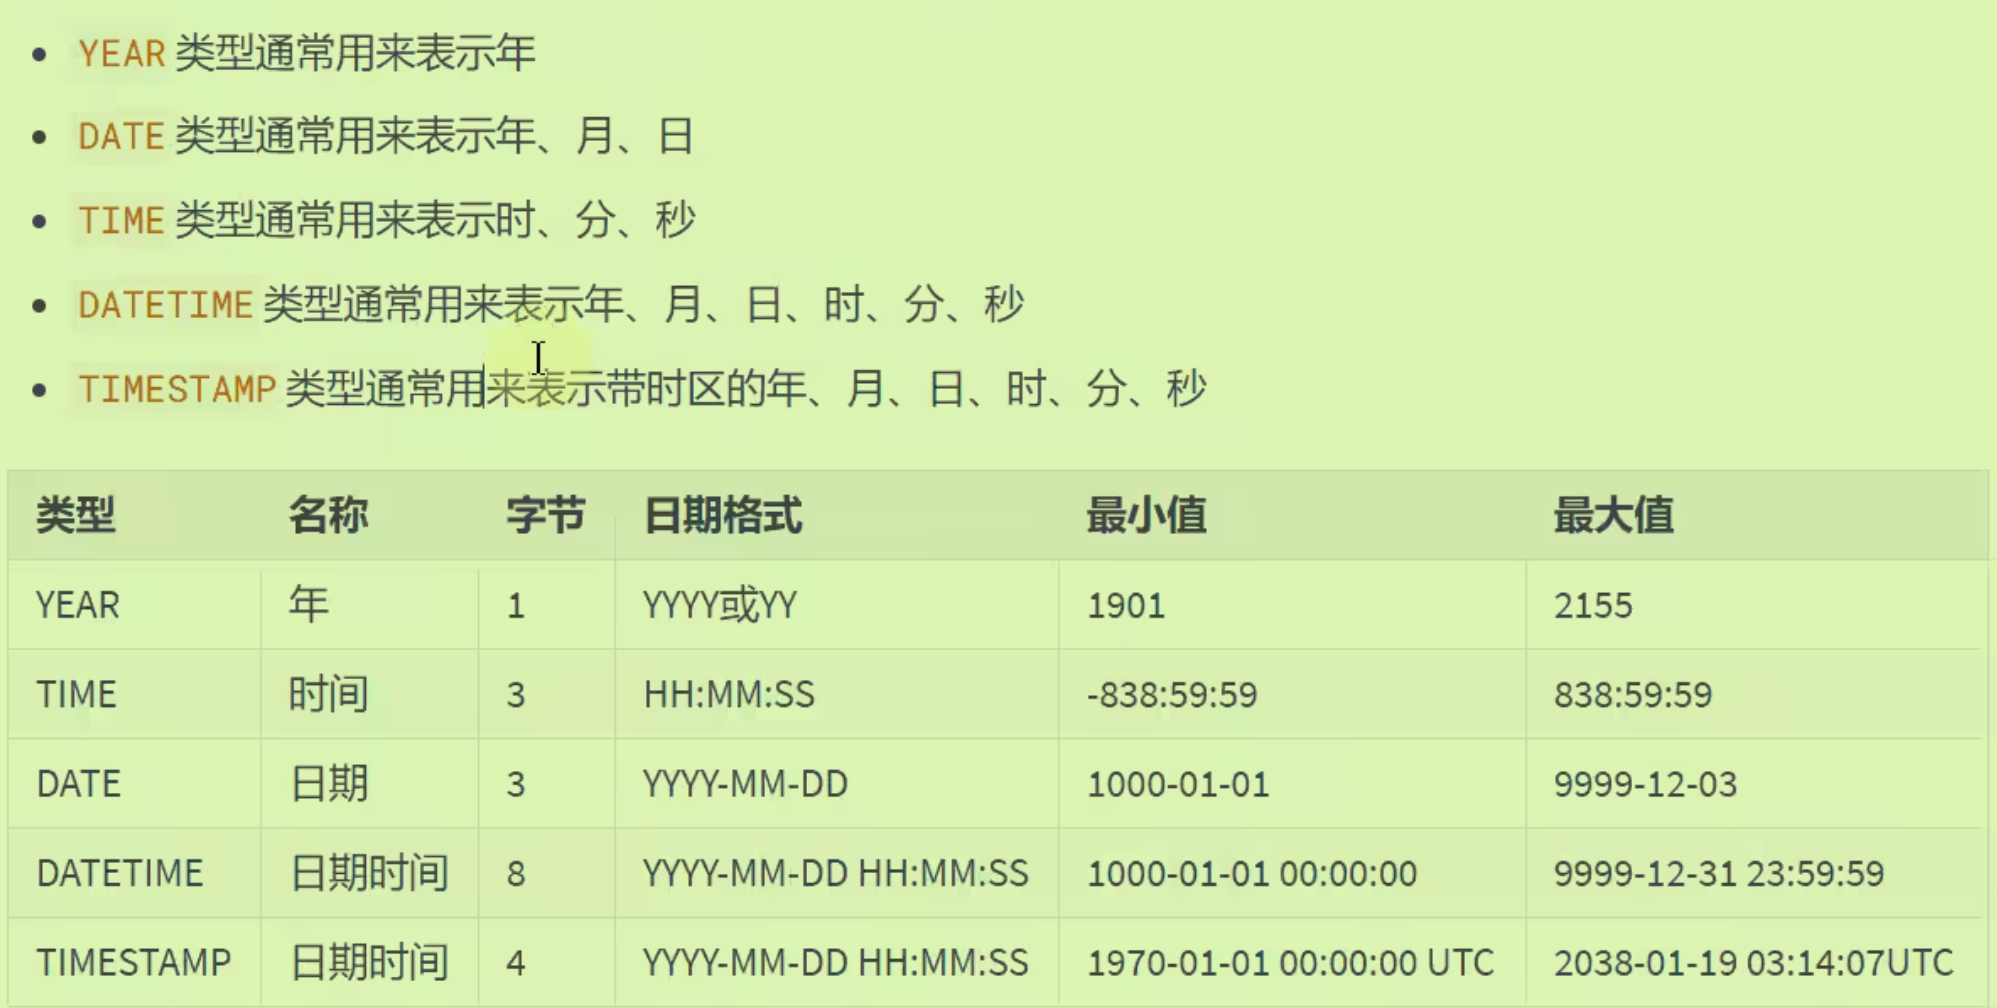 YEAR 类型通常用来表示年
DATE 类型通常用来表示年、月、日
TIME 类型通常用来表示时、分、秒
DATETIME 类型通常用来表示年、月、日、时、分、秒
TIMESTAMP 类型通常用来表示带时区的年、月、日、时、分、秒
类型 名称 字节 日期格式 最小值 最大值
YEAR 年 1 YYYY或YY 1901 2155
TIME 时间 3 HH:MM:SS -838:59:59 838:59:59
DATE 日期 3 YYYY-MM-DD 1000-01-01 9999-12-03
DATETIME 日期时间 8 YYYY-MM-DD HH:MM:SS 1000-01-01 00:00:00 9999-12-31 23:59:59
TIMESTAMP 日期时间 4 YYYY-MM-DD HH:MM:SS 1970-01-01 00:00:00 UTC 2038-01-19 03:14:07UTC